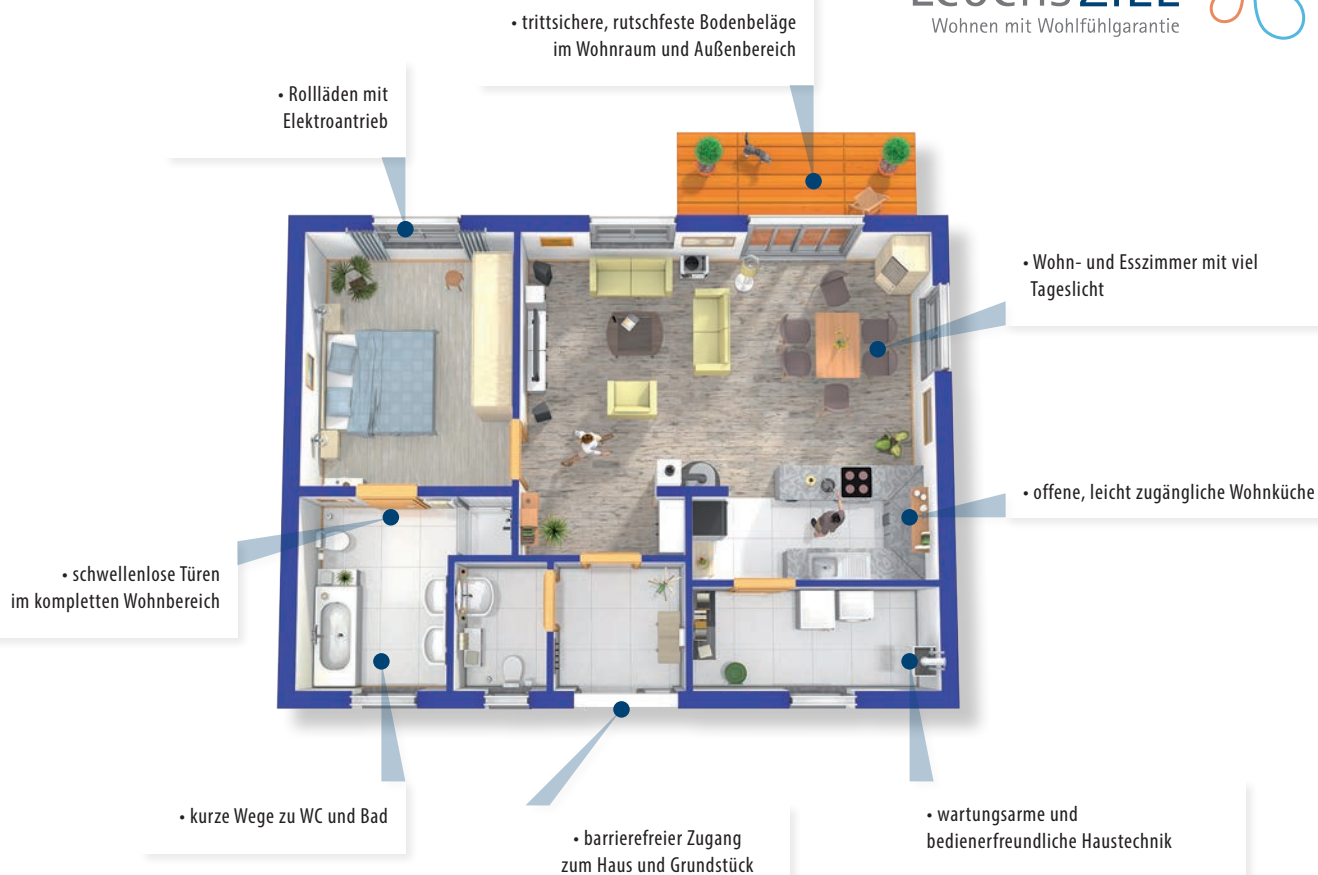 LebensZIEL
Wohnen mit Wohlfühlgarantie
• trittsichere, rutschfeste Bodenbeläge
im Wohnraum und Außenbereich
• Rollläden mit
Elektroantrieb
• Wohn- und Esszimmer mit viel
Tageslicht
• offene, leicht zugängliche Wohnküche
• schwellenlose Türen
im kompletten Wohnbereich
• kurze Wege zu WC und Bad
• barrierefreier Zugang
zum Haus und Grundstück
• wartungsarme und
bedienerfreundliche Haustechnik